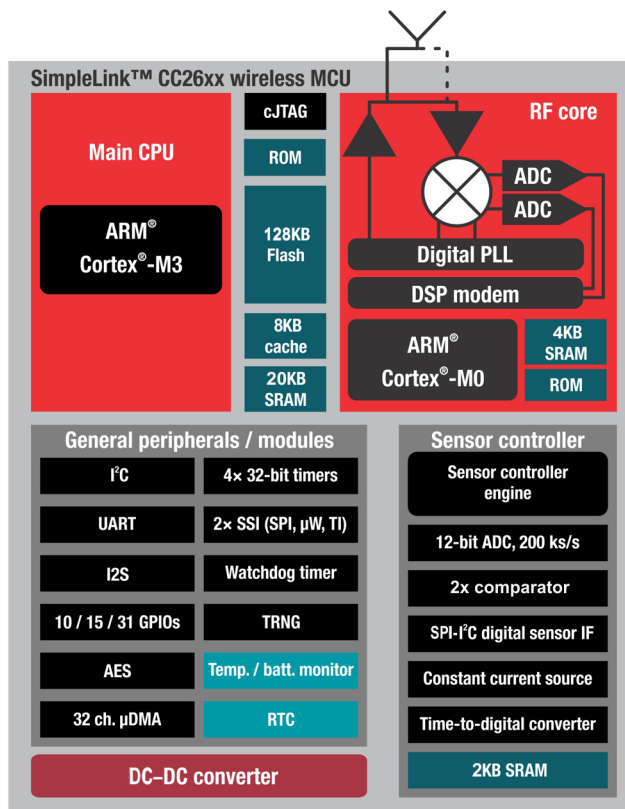 SimpleLink™ CC26xx wireless MCU
Main CPU
ARM®
Cortex®-M3
cJTAG
ROM
128KB
Flash
8KB
cache
20KB
SRAM
RF core
ADC
ADC
Digital PLL
DSP modem
ARM®
Cortex®-M0
4KB
SRAM
ROM
General peripherals / modules
I²C
4× 32-bit timers
UART
2× SSI (SPI, µW, TI)
I2S
Watchdog timer
10 / 15 / 31 GPIOs
TRNG
AES
Temp. / batt. monitor
32 ch. µDMA
RTC
Sensor controller
Sensor controller
engine
12-bit ADC, 200 ks/s
2x comparator
SPI-I²C digital sensor IF
Constant current source
Time-to-digital converter
2KB SRAM
DC–DC converter